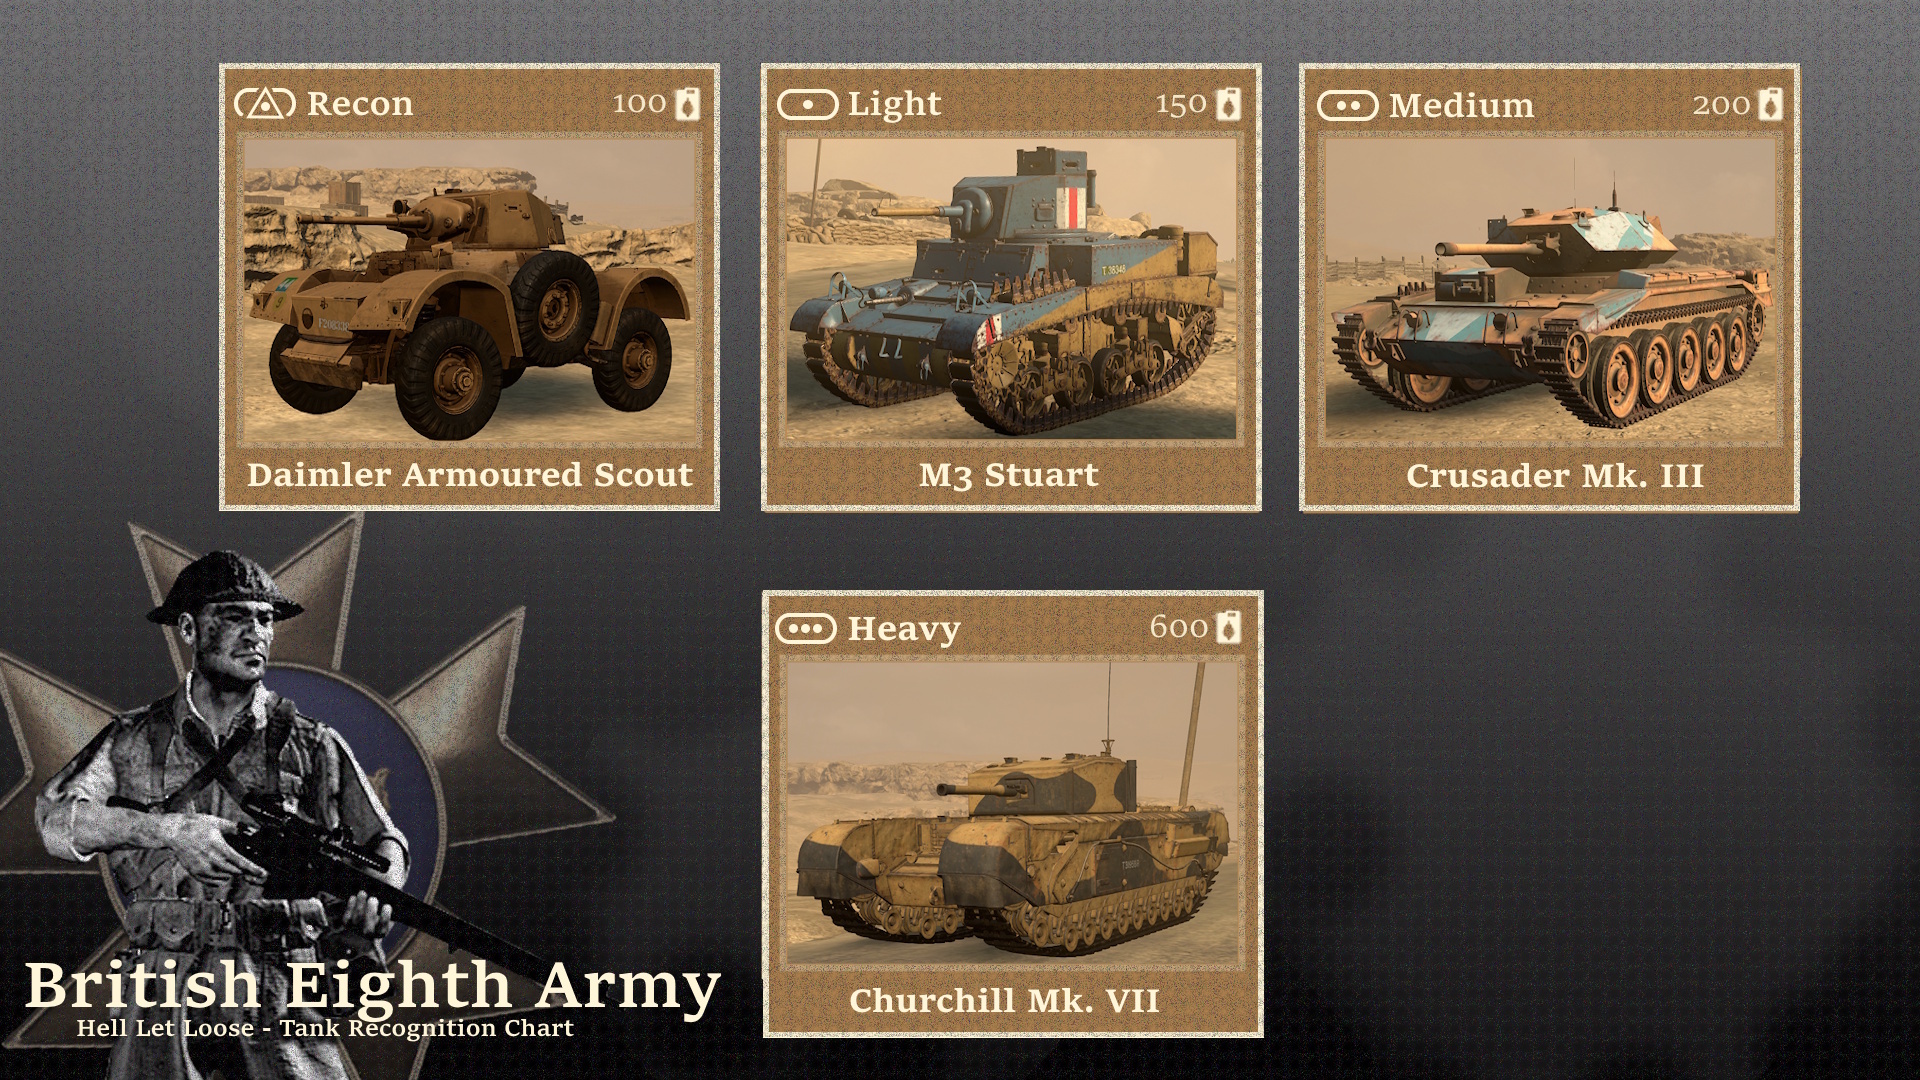 Recon 100
Daimler Armoured Scout
Light 150
T.38348
M3 Stuart
Medium 200
Crusader Mk. III
Heavy 600
Churchill Mk. VII
British Eighth Army
Hell Let Loose - Tank Recognition Chart